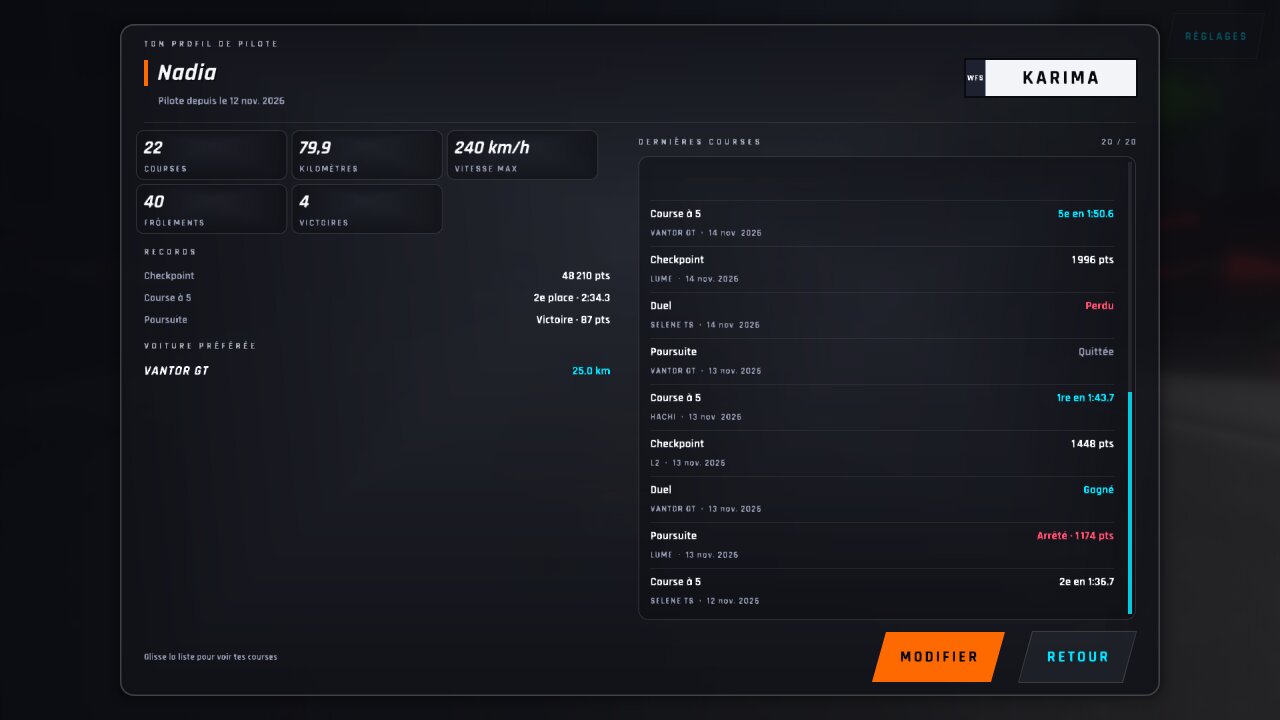 TON PROFIL DE PILOTE
Nadia
Pilote depuis le 12 nov. 2026
WFS KARIMA
RÉGLAGES
22
COURSES
79,9
KILOMÈTRES
240 km/h
VITESSE MAX
40
FRÔLEMENTS
4
VICTOIRES
RECORDS
Checkpoint 48 210 pts
Course à 5 2e place · 2:34.3
Poursuite Victoire · 87 pts
VOITURE PRÉFÉRÉE
VANTOR GT 25.0 km
DERNIÈRES COURSES 20 / 20
Course à 5 5e en 1:50.6
VANTOR GT · 14 nov. 2026
Checkpoint 1 996 pts
LUME · 14 nov. 2026
Duel Perdu
SELENE TS · 14 nov. 2026
Poursuite Quittée
VANTOR GT · 13 nov. 2026
Course à 5 1re en 1:43.7
HACHI · 13 nov. 2026
Checkpoint 1 448 pts
L2 · 13 nov. 2026
Duel Gagné
VANTOR GT · 13 nov. 2026
Poursuite Arrêté · 1 174 pts
LUME · 13 nov. 2026
Course à 5 2e en 1:36.7
SELENE TS · 12 nov. 2026
Glisse la liste pour voir tes courses
MODIFIER
RETOUR